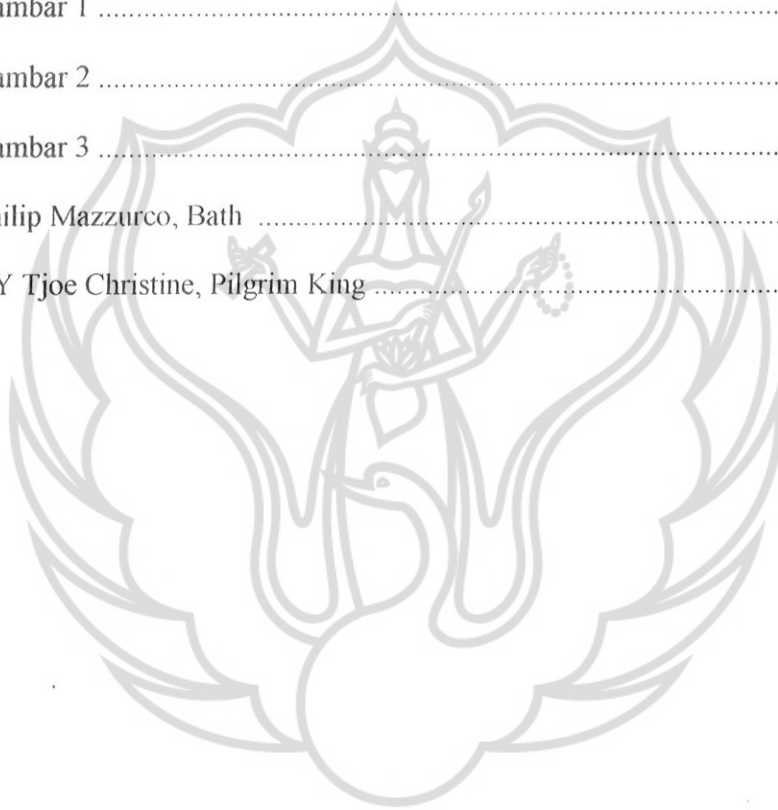 ambar 1 ........................................................................
ambar 2 ........................................................................
ambar 3 ........................................................................
ilip Mazzurco, Bath ........................................................................
Y Tjoe Christine, Pilgrim King ........................................................................